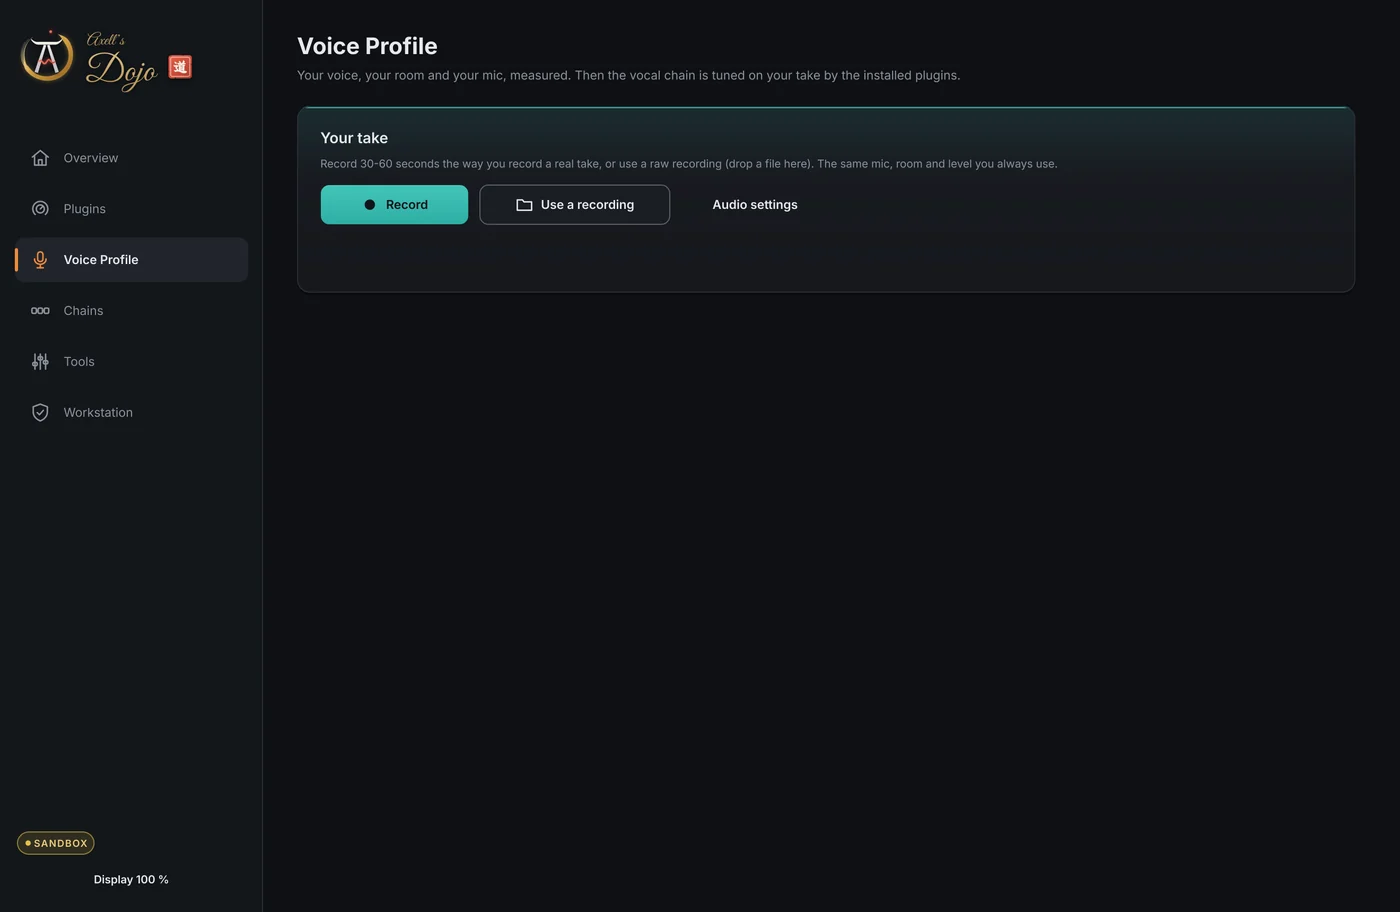 Axell's
Dojo
道
Overview
Plugins
Voice Profile
Chains
Tools
Workstation
SANDBOX
Display 100 %
Voice Profile
Your voice, your room and your mic, measured. Then the vocal chain is tuned on your take by the installed plugins.
Your take
Record 30-60 seconds the way you record a real take, or use a raw recording (drop a file here). The same mic, room and level you always use.
Record
Use a recording
Audio settings